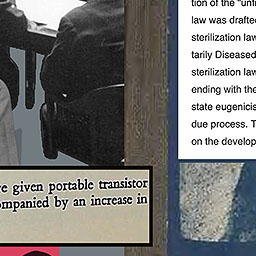 tion of the "unfi
law was drafted
sterilization law
tarily Diseased
sterilization law
ending with the
state eugenicis
due process. T
on the develop
e given portable transistor
ompanied by an increase in